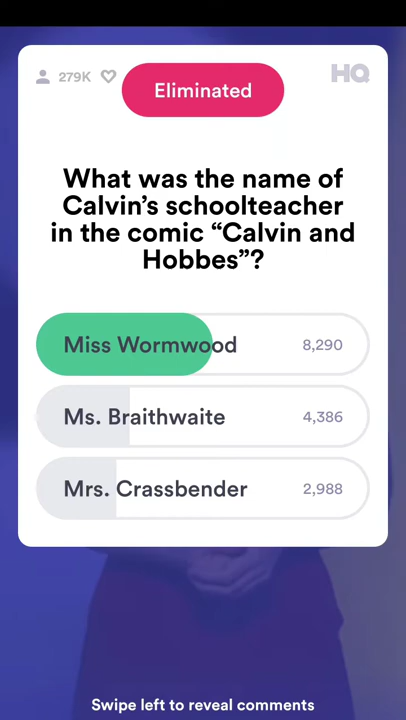 279K
Eliminated
HQ
What was the name of
Calvin’s schoolteacher
in the comic “Calvin and
Hobbes”?
Miss Wormwood 8,290
Ms. Braithwaite 4,386
Mrs. Crassbender 2,988
Swipe left to reveal comments